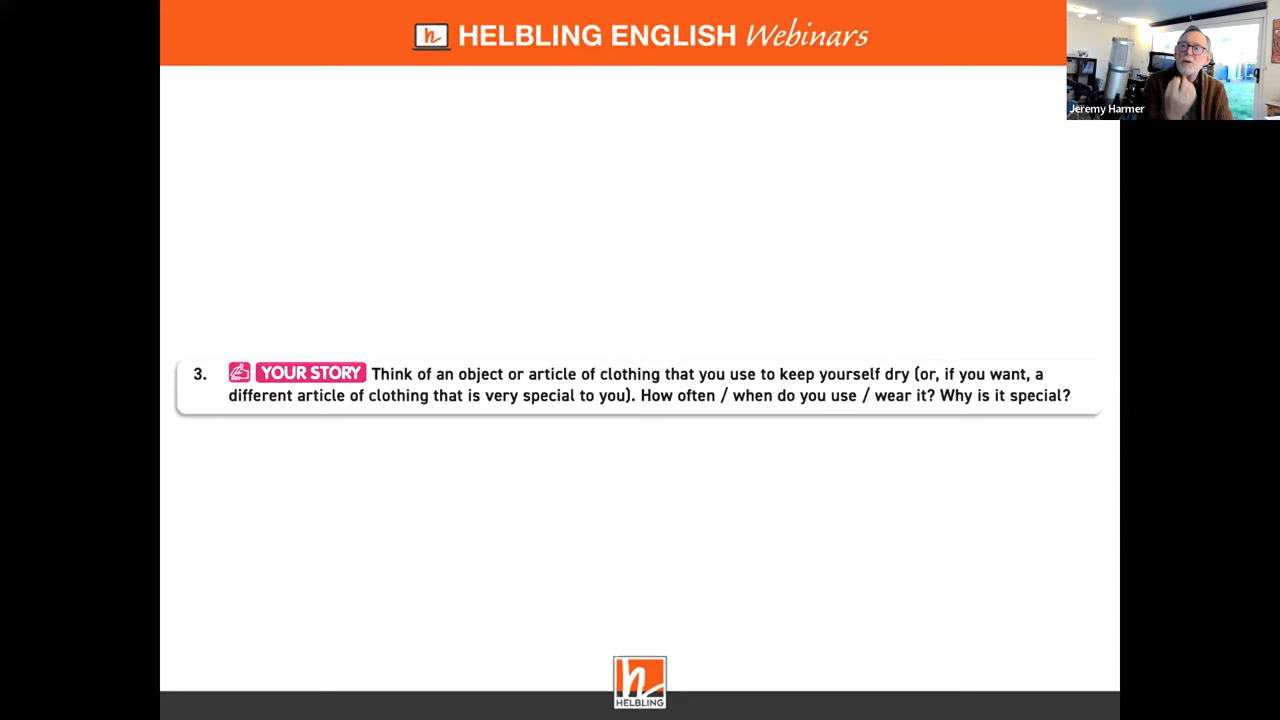 HELBLING ENGLISH Webinars
Jeremy Harmer
3. YOUR STORY Think of an object or article of clothing that you use to keep yourself dry (or, if you want, a
different article of clothing that is very special to you). How often / when do you use / wear it? Why is it special?
HELBLING